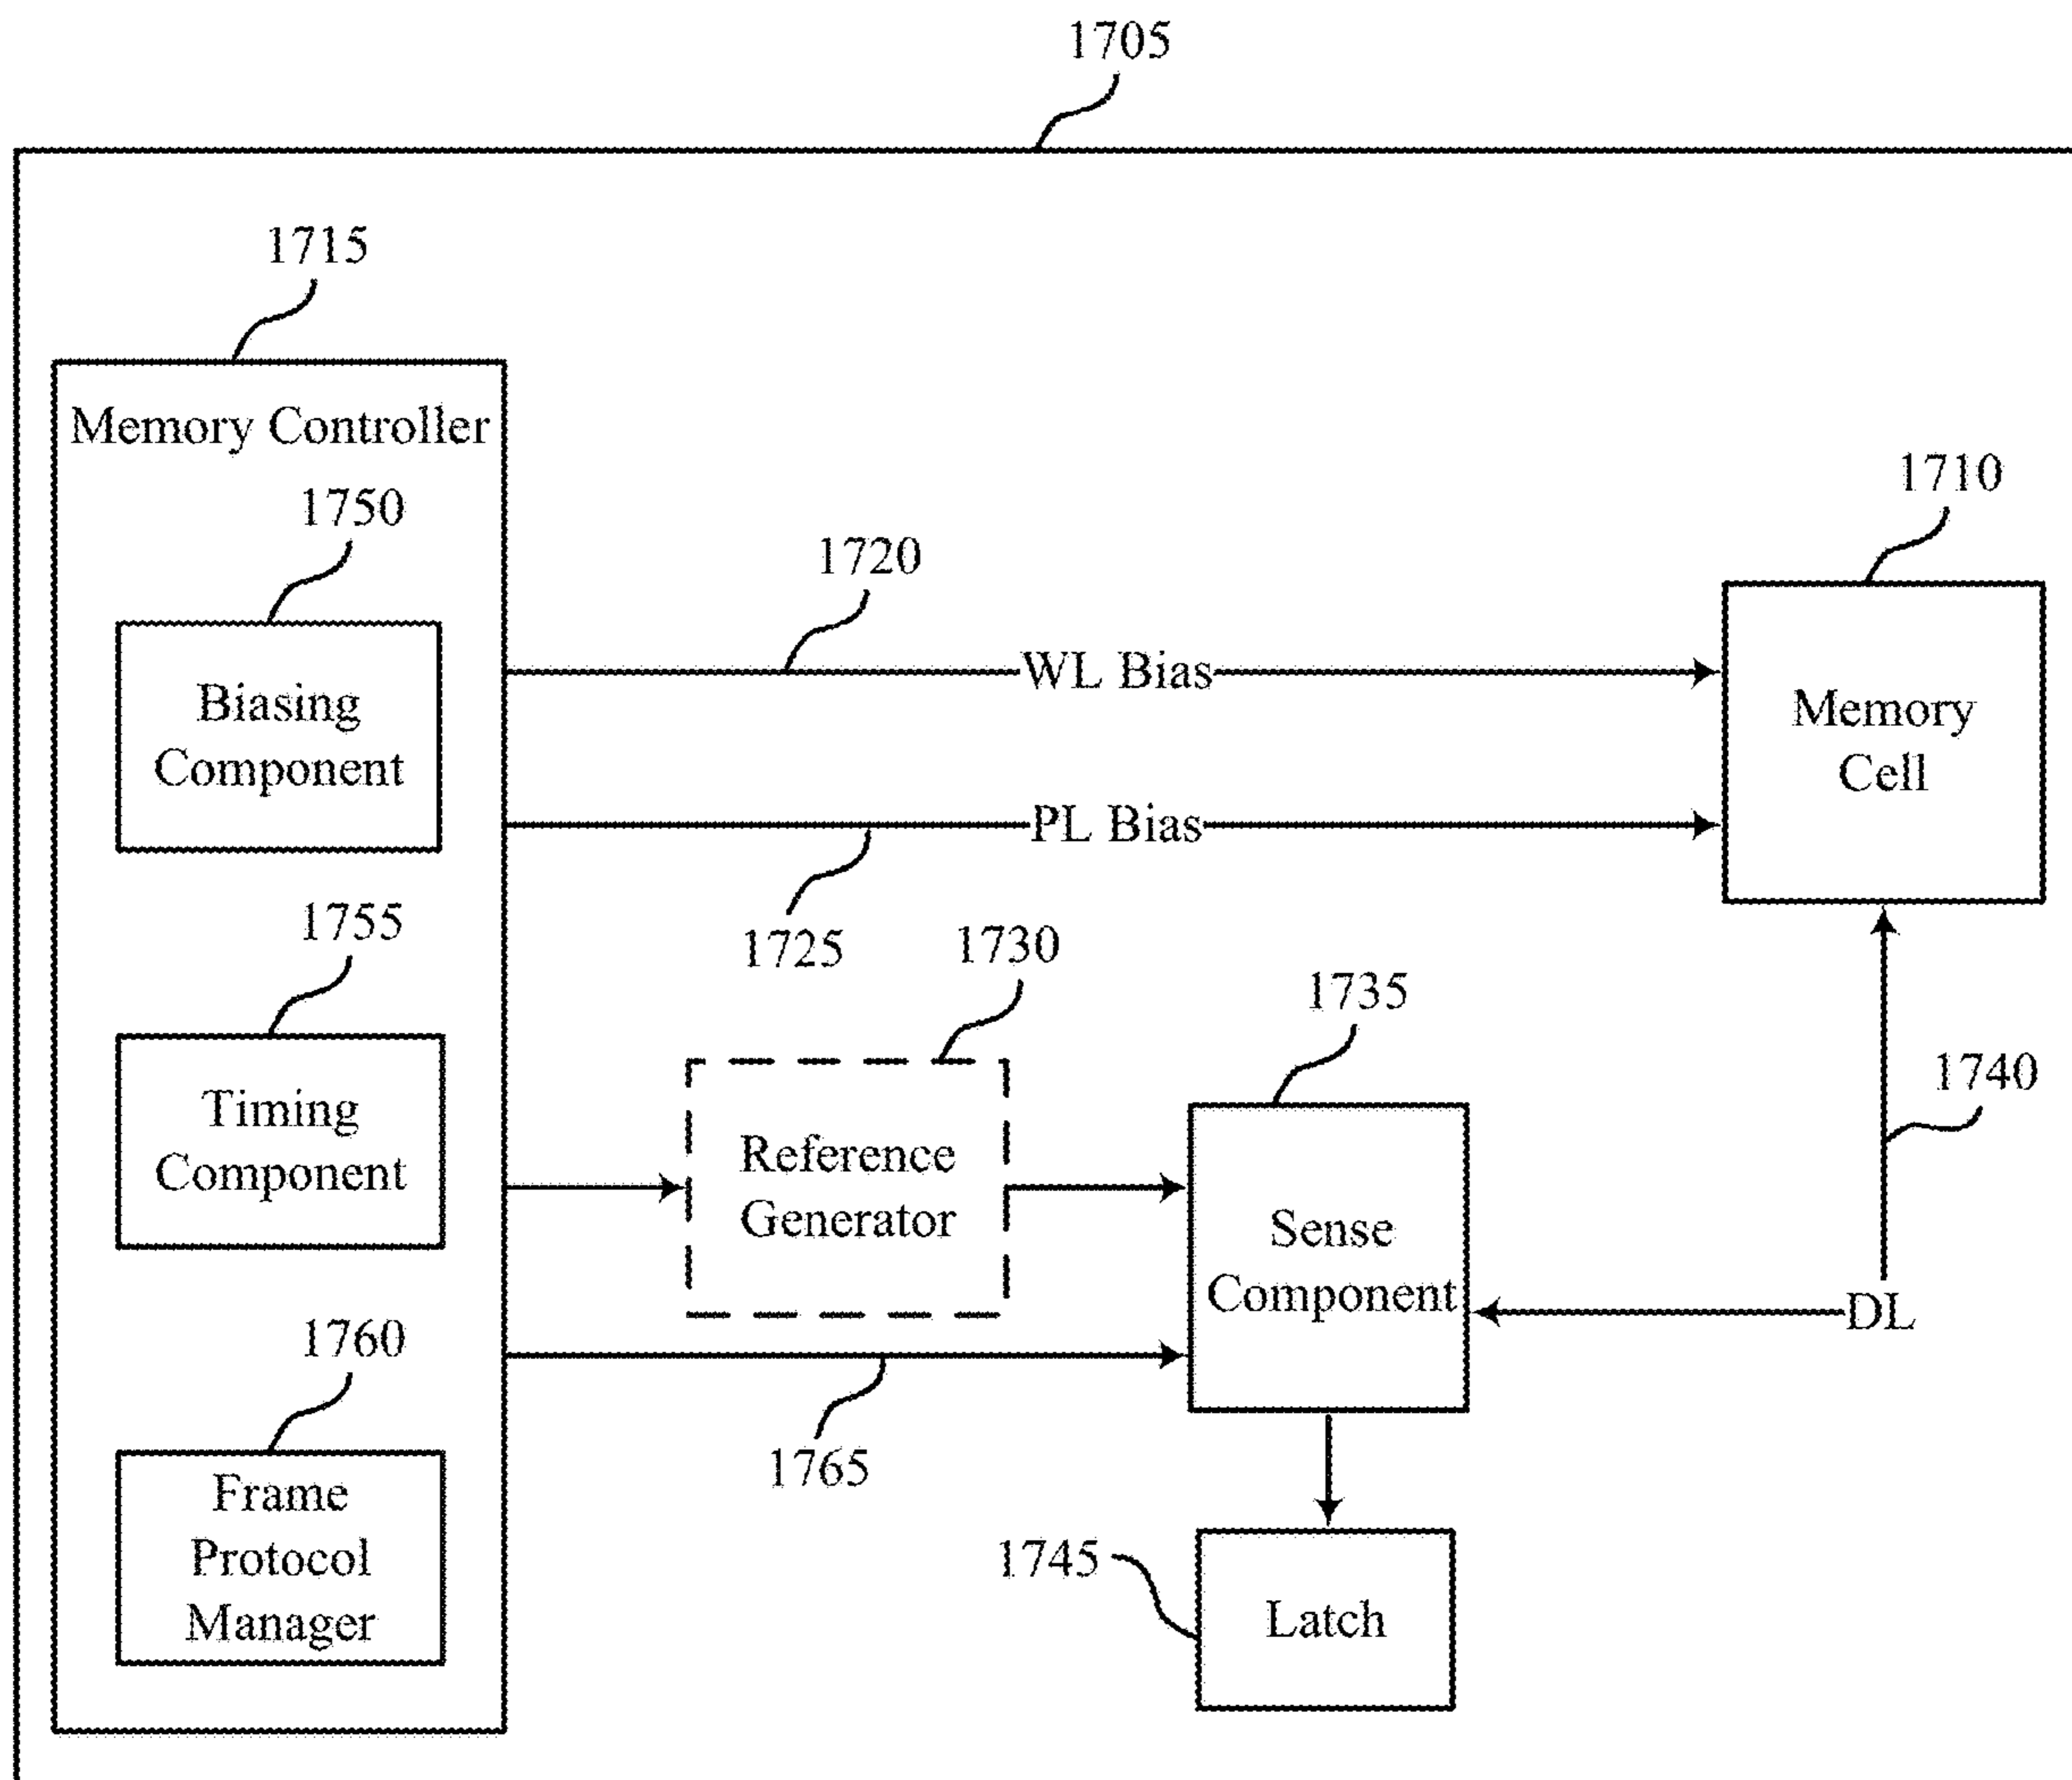 1705
1715
Memory Controller
1750
1710
1720
WL Bias
Biasing
Component
Memory
Cell
PL Bias
1755
1725
1730
1735
1740
Timing
Component
Reference
Generator
Sense
Component
DL
1760
1765
Frame
Protocol
Manager
1745
Latch